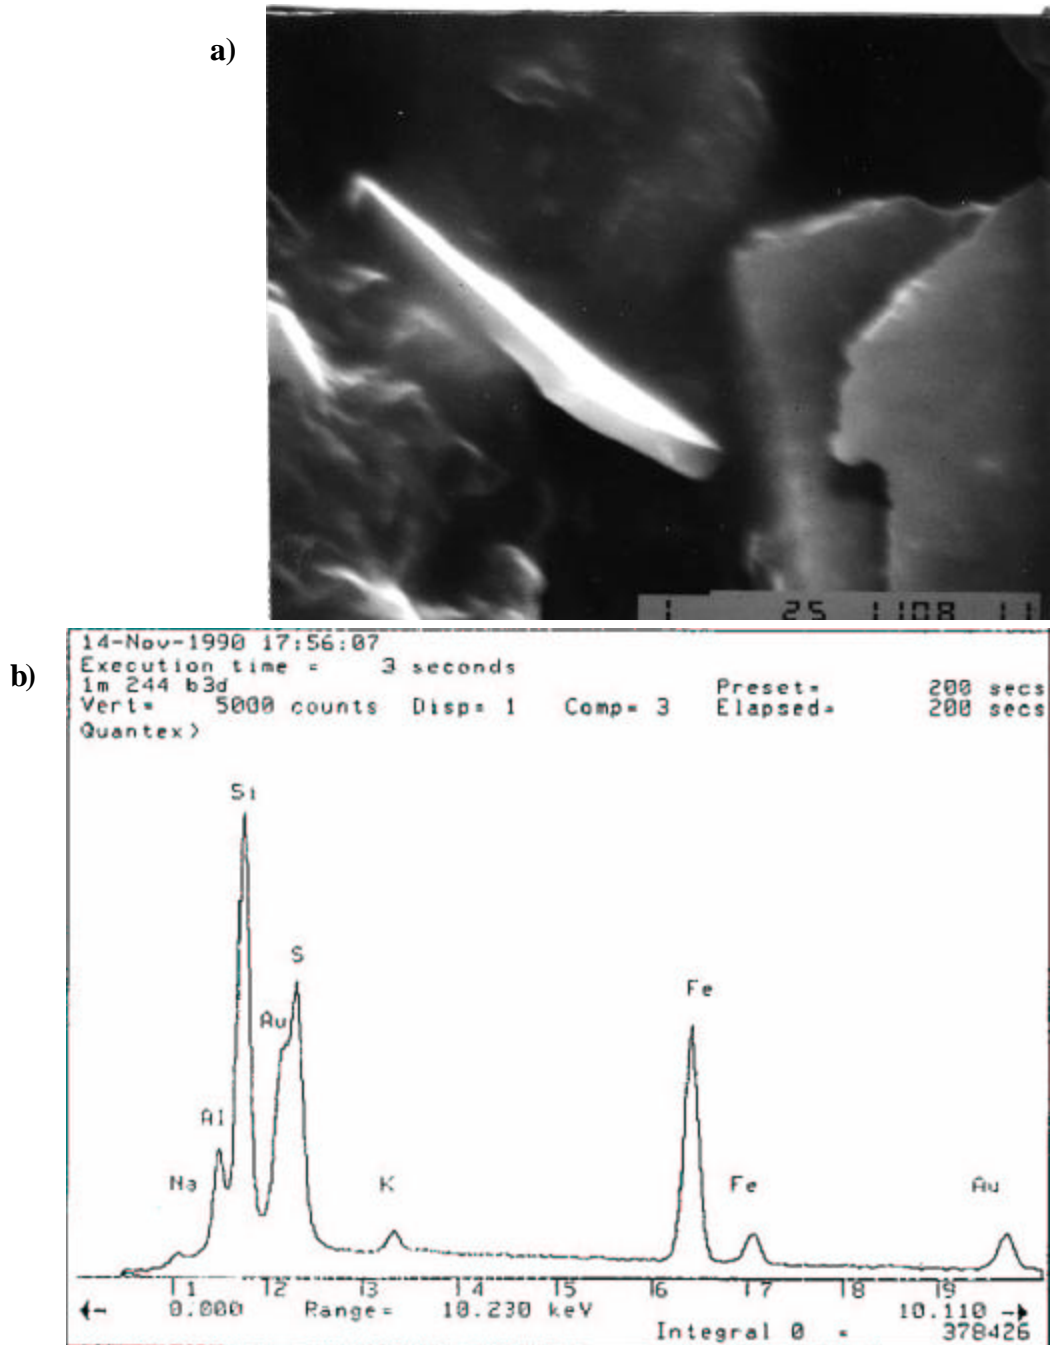 a)
1 25 1108 11
b)
14-Nov-1990 17:56:07
Execution time = 3 seconds
1m 244 b3d
Preset= 200 secs
Vert= 5000 counts Disp= 1 Comp= 3 Elapsed= 200 secs
Quantex>
Si
S
Fe
Au
Al
Na K Fe Au
1 2 3 4 5 6 7 8 9
0.000 Range= 10.230 keV 10.110
Integral 0 = 378426